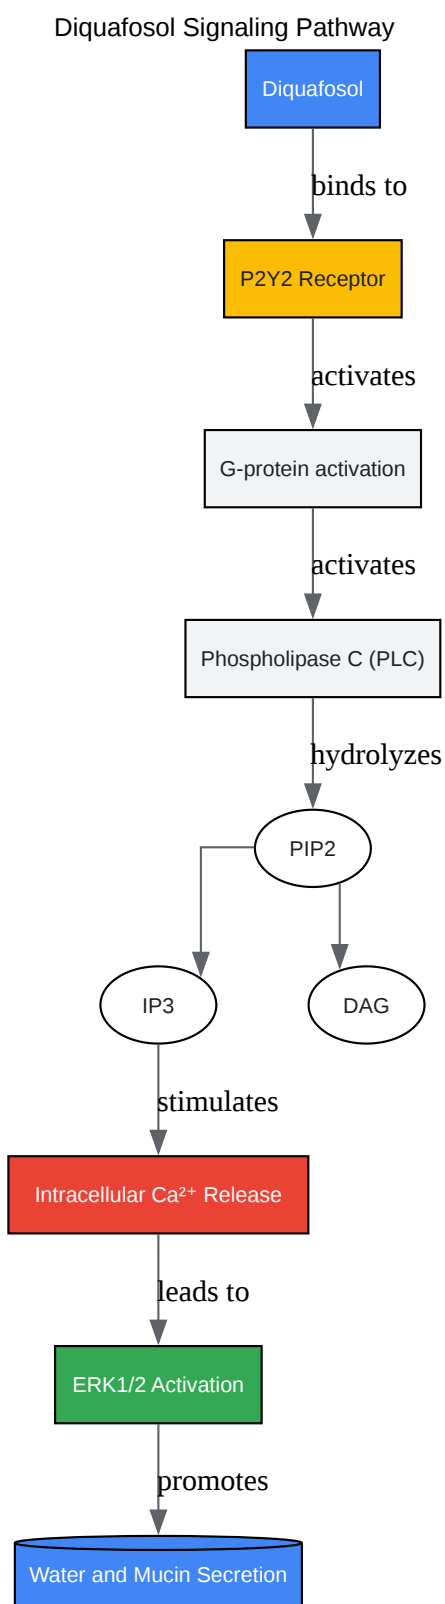 Diquafosol Signaling Pathway
Diquafosol
binds to
P2Y2 Receptor
activates
G-protein activation
activates
Phospholipase C (PLC)
hydrolyzes
PIP2
IP3
DAG
stimulates
Intracellular Ca²⁺ Release
leads to
ERK1/2 Activation
promotes
Water and Mucin Secretion